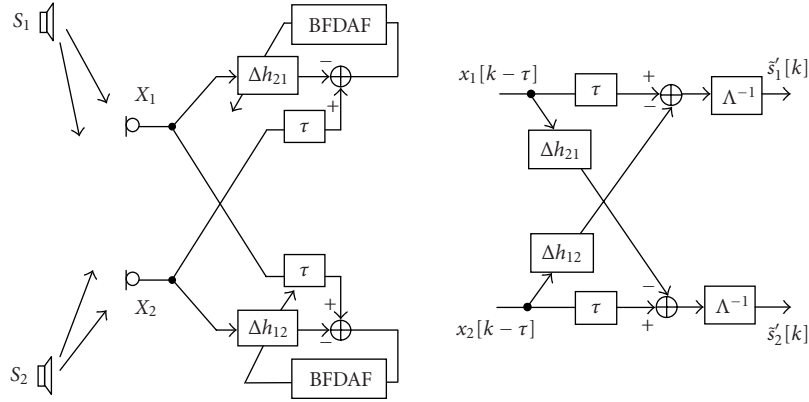 S₁
BFDAF
Δh₂₁
−
+
τ
X₁
X₂
τ
+
−
Δh₁₂
BFDAF
S₂
x₁[k − τ]
τ
+
−
Λ⁻¹
s̃′₁[k]
Δh₂₁
Δh₁₂
−
+
τ
Λ⁻¹
x₂[k − τ]
s̃′₂[k]